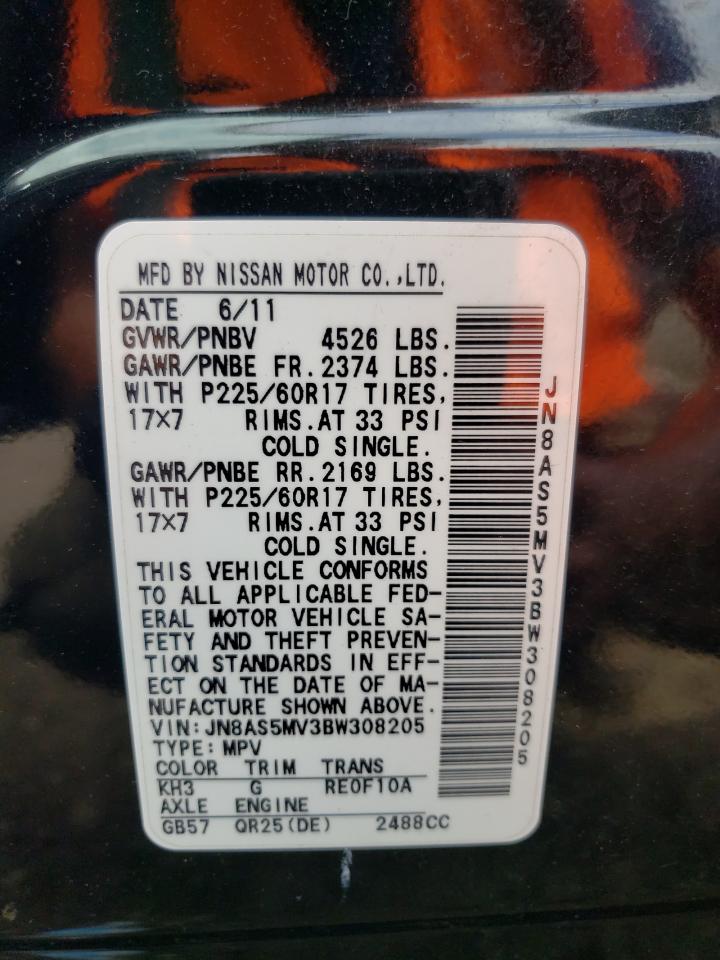 MFD BY NISSAN MOTOR CO.,LTD.
DATE 6/11
GVWR/PNBV 4526 LBS.
GAWR/PNBE FR. 2374 LBS.
WITH P225/60R17 TIRES,
17×7 RIMS.AT 33 PSI
COLD SINGLE.
GAWR/PNBE RR. 2169 LBS.
WITH P225/60R17 TIRES,
17×7 RIMS.AT 33 PSI
COLD SINGLE.
THIS VEHICLE CONFORMS
TO ALL APPLICABLE FED-
ERAL MOTOR VEHICLE SA-
FETY AND THEFT PREVEN-
TION STANDARDS IN EFF-
ECT ON THE DATE OF MA-
NUFACTURE SHOWN ABOVE.
VIN: JN8AS5MV3BW308205
TYPE: MPV
COLOR TRIM TRANS
KH3 G RE0F10A
AXLE ENGINE
GB57 QR25(DE) 2488CC
JN8AS5MV3BW308205